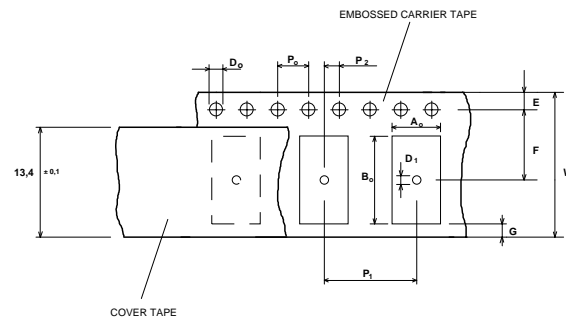 EMBOSSED CARRIER TAPE
Do Po P2
E
Ao
F
13,4 ± 0,1
D1
Bo
G
P1
COVER TAPE